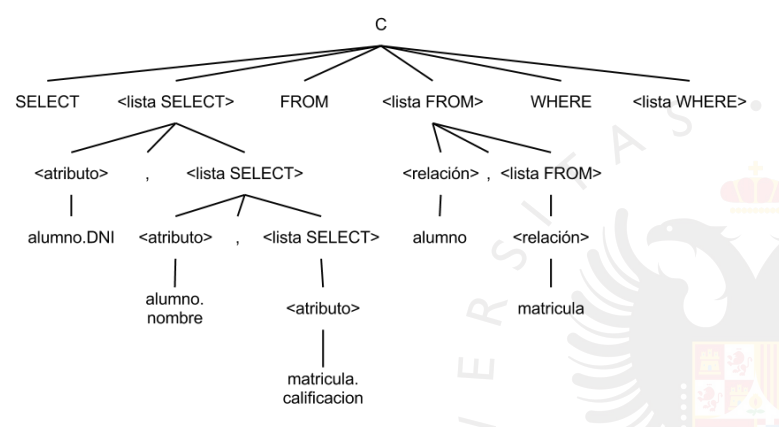 C
SELECT <lista SELECT> FROM <lista FROM> WHERE <lista WHERE>
<atributo> , <lista SELECT> <relación> , <lista FROM>
alumno.DNI <atributo> , <lista SELECT> alumno <relación>
alumno.
nombre
<atributo>
matricula
matricula.
calificacion
ERSITAS